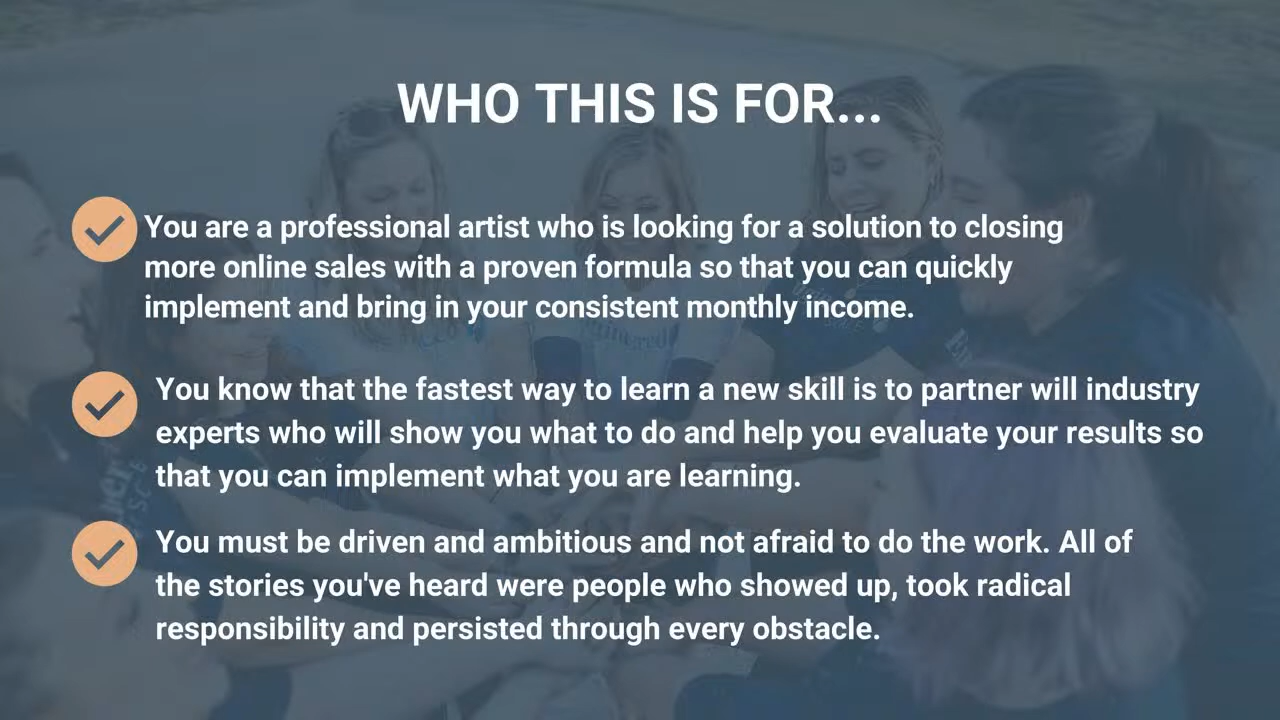 WHO THIS IS FOR...
You are a professional artist who is looking for a solution to closing
more online sales with a proven formula so that you can quickly
implement and bring in your consistent monthly income.
You know that the fastest way to learn a new skill is to partner will industry
experts who will show you what to do and help you evaluate your results so
that you can implement what you are learning.
You must be driven and ambitious and not afraid to do the work. All of
the stories you've heard were people who showed up, took radical
responsibility and persisted through every obstacle.